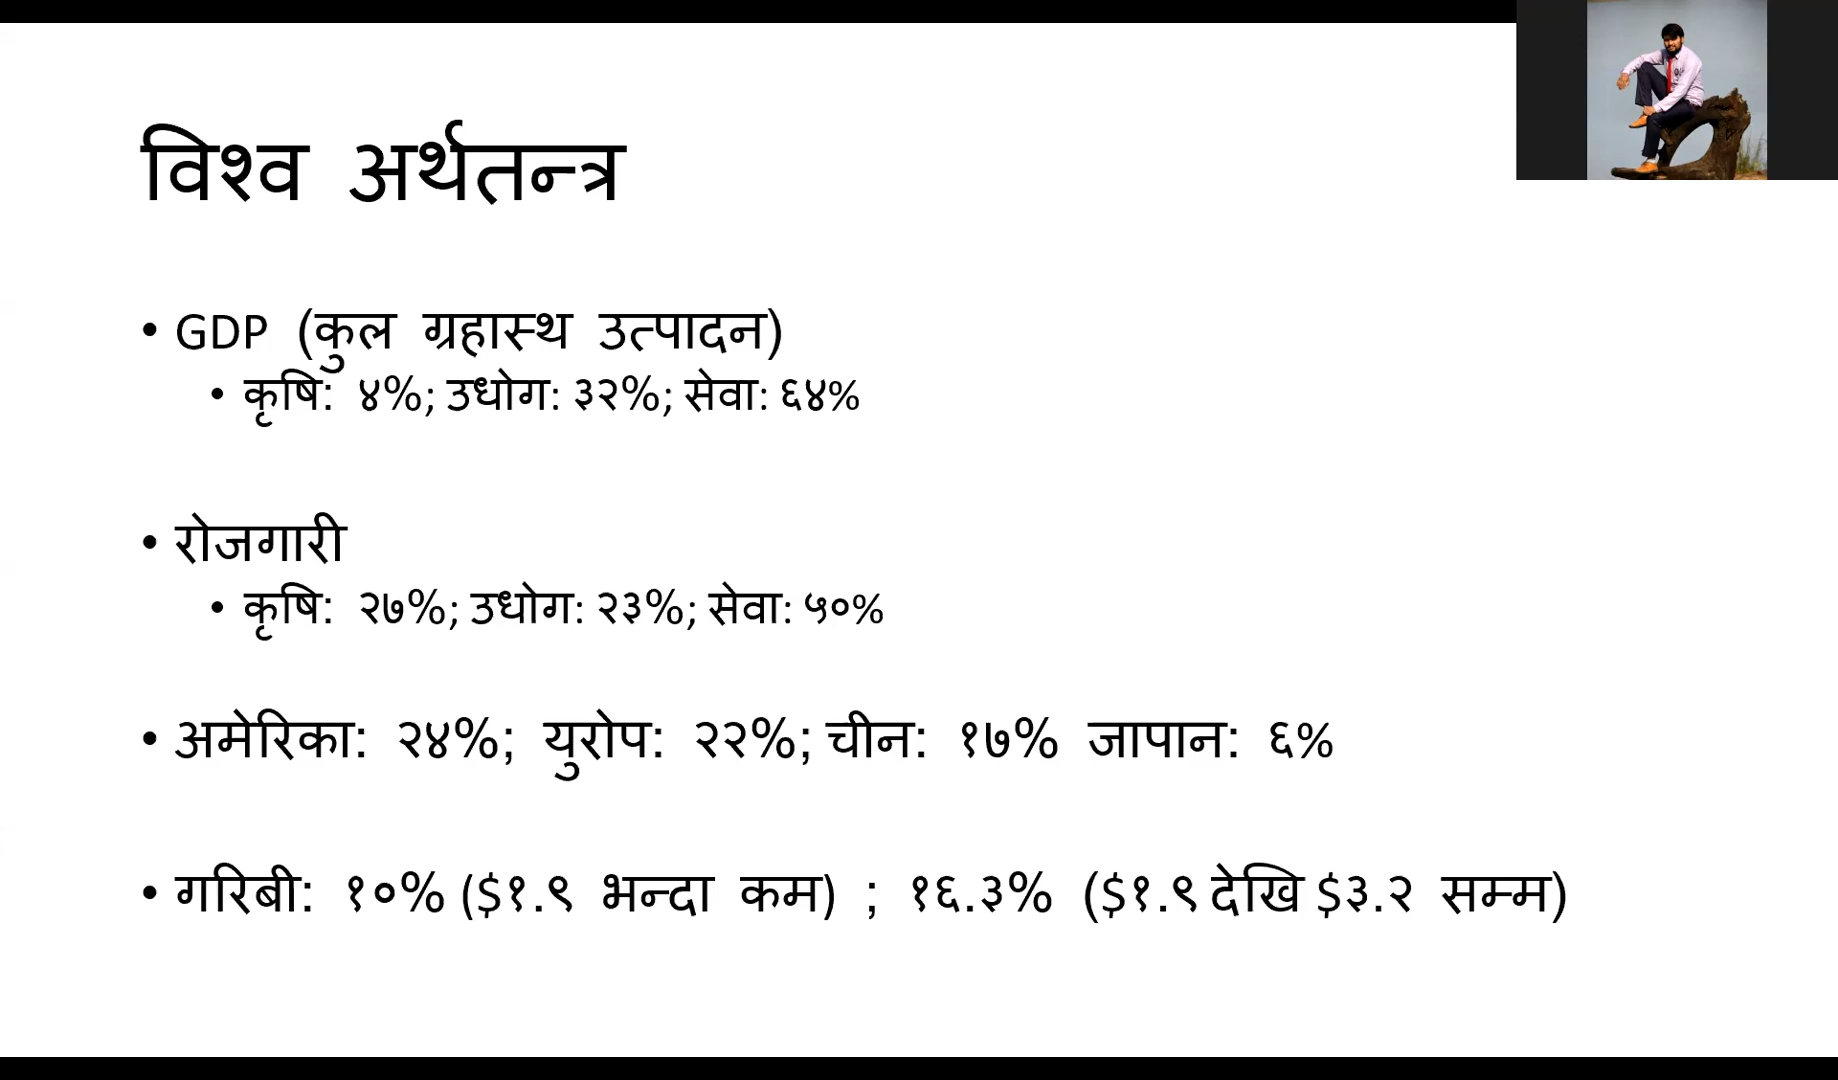 विश्व अर्थतन्त्र
• GDP (कुल ग्रहास्थ उत्पादन)
• कृषि: ४%; उधोग: ३२%; सेवा: ६४%
• रोजगारी
• कृषि: २७%; उधोग: २३%; सेवा: ५०%
• अमेरिका: २४%; युरोप: २२%; चीन: १७% जापान: ६%
• गरिबी: १०% ($१.९ भन्दा कम) ; १६.३% ($१.९ देखि $३.२ सम्म)